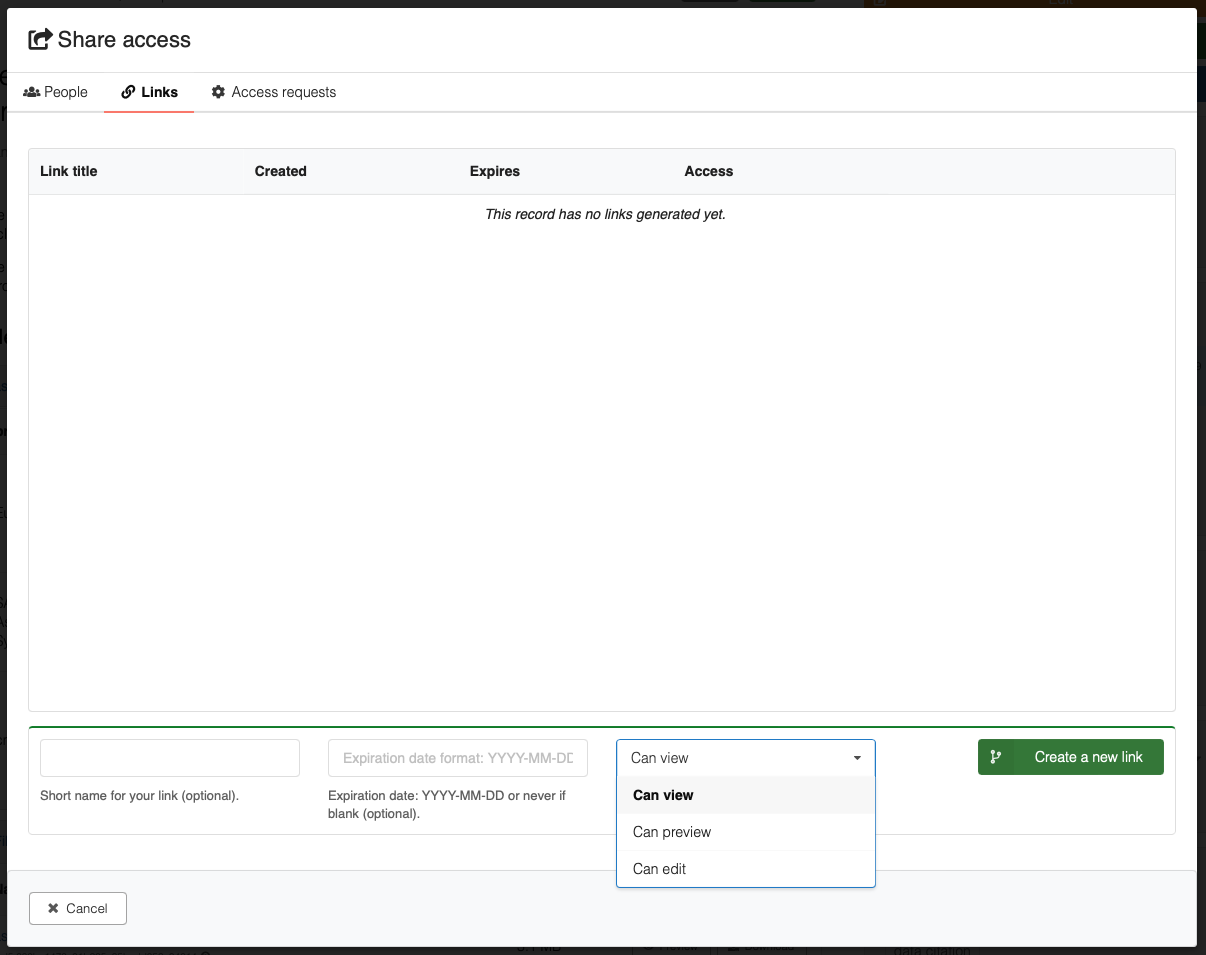 Share access
People
Links
Access requests
Link title
Created
Expires
Access
This record has no links generated yet.
Expiration date format: YYYY-MM-DD
Can view
Create a new link
Short name for your link (optional).
Expiration date: YYYY-MM-DD or never if
blank (optional).
Can view
Can preview
Can edit
Cancel